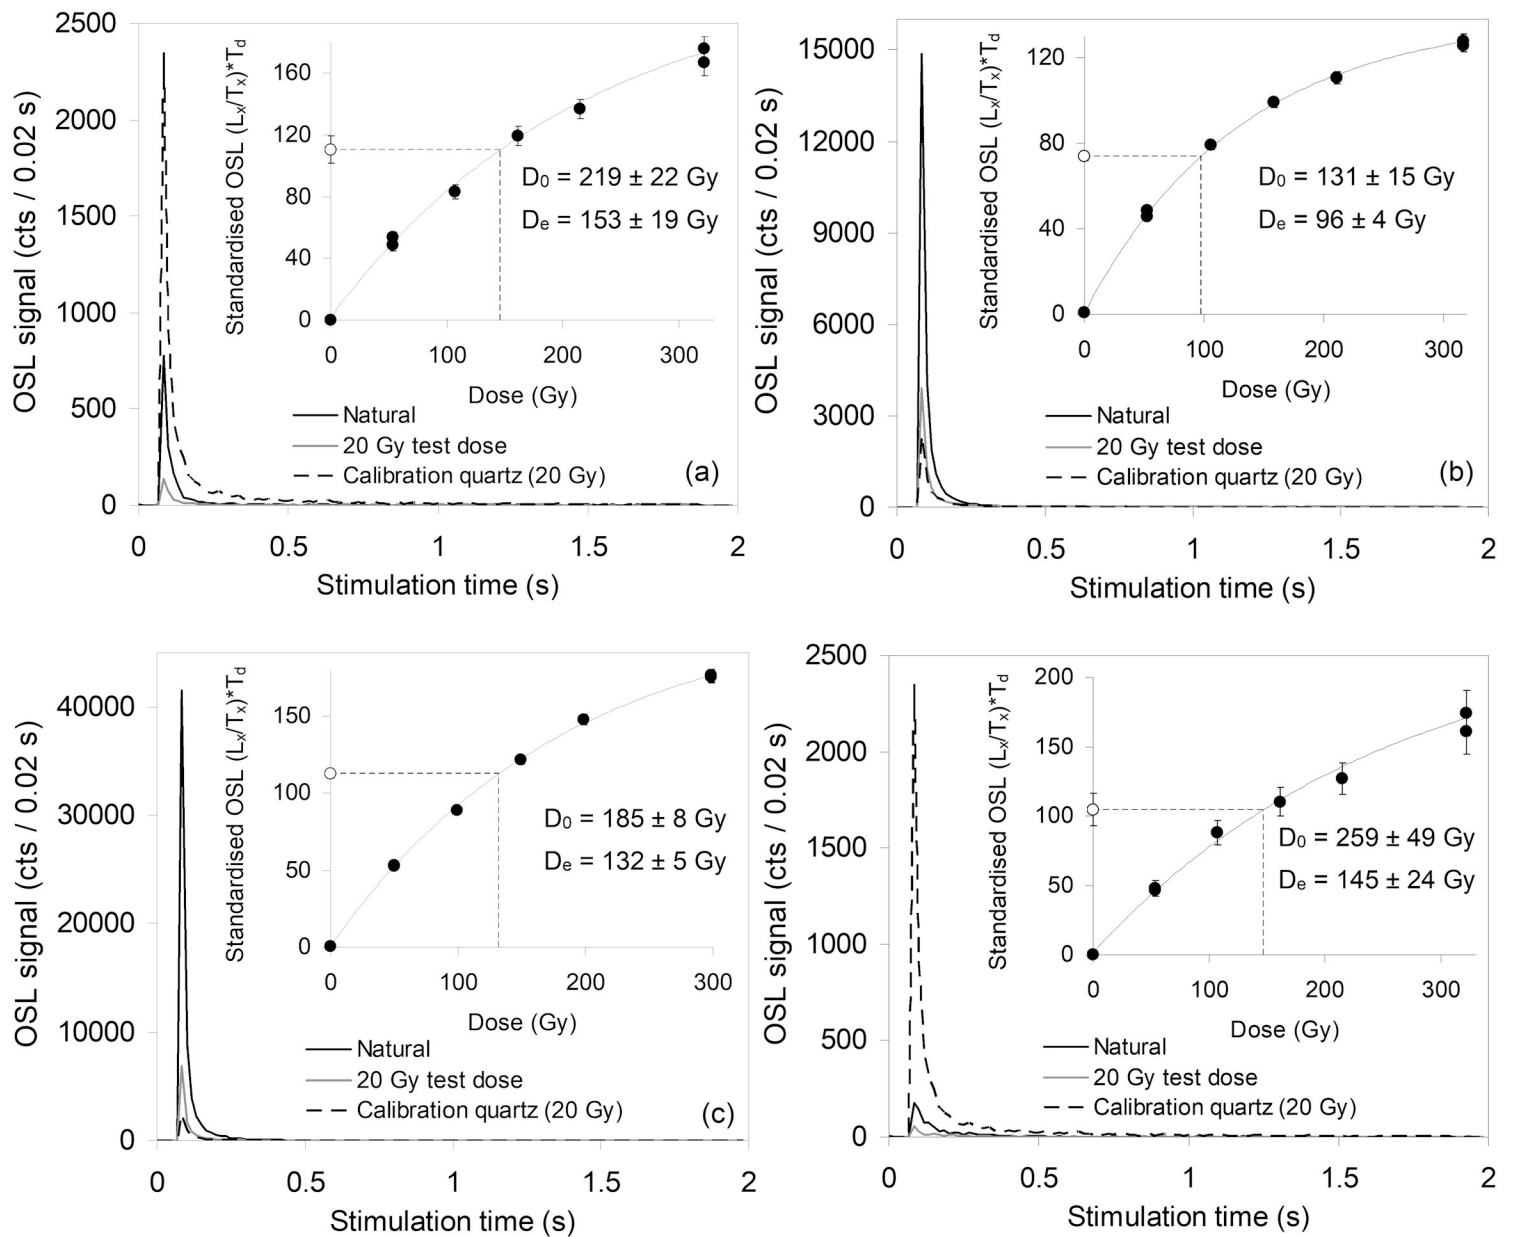 2500
2000
1500
1000
500
0
0
0.5
1
1.5
2
OSL signal (cts / 0.02 s)
Stimulation time (s)
Standardised OSL (Lx/Tx)*Td
160
120
80
40
0
0
100
200
300
Dose (Gy)
D0 = 219 ± 22 Gy
De = 153 ± 19 Gy
Natural
20 Gy test dose
Calibration quartz (20 Gy)
(a)
15000
12000
9000
6000
3000
0
0
0.5
1
1.5
2
OSL signal (cts / 0.02 s)
Stimulation time (s)
Standardised OSL (Lx/Tx)*Td
120
80
40
0
0
100
200
300
Dose (Gy)
D0 = 131 ± 15 Gy
De = 96 ± 4 Gy
Natural
20 Gy test dose
Calibration quartz (20 Gy)
(b)
40000
30000
20000
10000
0
0
0.5
1
1.5
2
OSL signal (cts / 0.02 s)
Stimulation time (s)
Standardised OSL (Lx/Tx)*Td
150
100
50
0
0
100
200
300
Dose (Gy)
D0 = 185 ± 8 Gy
De = 132 ± 5 Gy
Natural
20 Gy test dose
Calibration quartz (20 Gy)
(c)
2500
2000
1500
1000
500
0
0
0.5
1
1.5
2
OSL signal (cts / 0.02 s)
Stimulation time (s)
Standardised OSL (Lx/Tx)*Td
200
150
100
50
0
0
100
200
300
Dose (Gy)
D0 = 259 ± 49 Gy
De = 145 ± 24 Gy
Natural
20 Gy test dose
Calibration quartz (20 Gy)